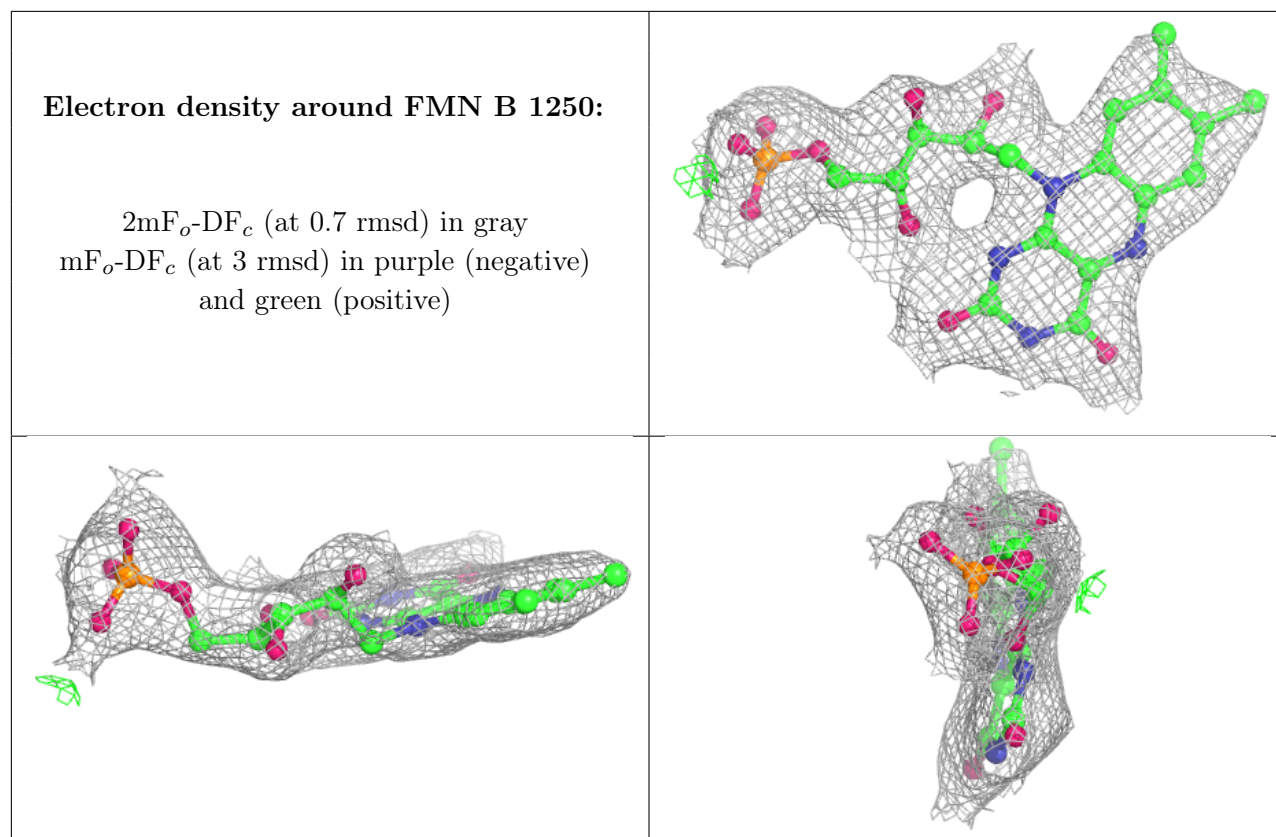 Electron density around FMN B 1250:
2mFo-DFc (at 0.7 rmsd) in gray
mFo-DFc (at 3 rmsd) in purple (negative)
and green (positive)